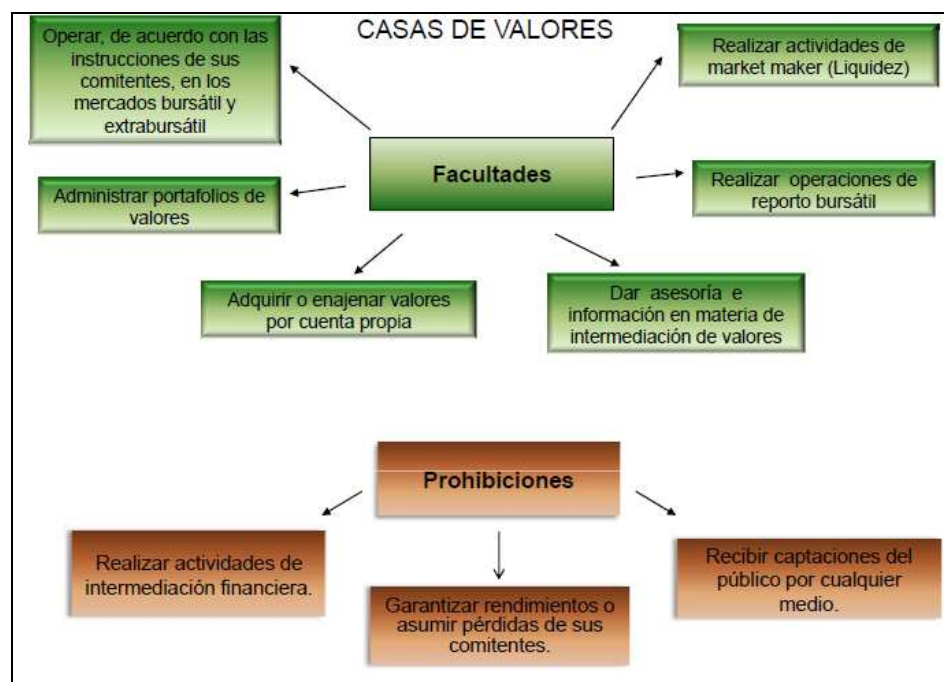 CASAS DE VALORES
Operar, de acuerdo con las
instrucciones de sus
comitentes, en los
mercados bursátil y
extrabursátil
Realizar actividades de
market maker (Liquidez)
Facultades
Administrar portafolios de
valores
Realizar operaciones de
reporto bursátil
Adquirir o enajenar valores
por cuenta propia
Dar asesoría e
información en materia de
intermediación de valores
Prohibiciones
Realizar actividades de
intermediación financiera.
Garantizar rendimientos o
asumir pérdidas de sus
comitentes.
Recibir captaciones del
público por cualquier
medio.